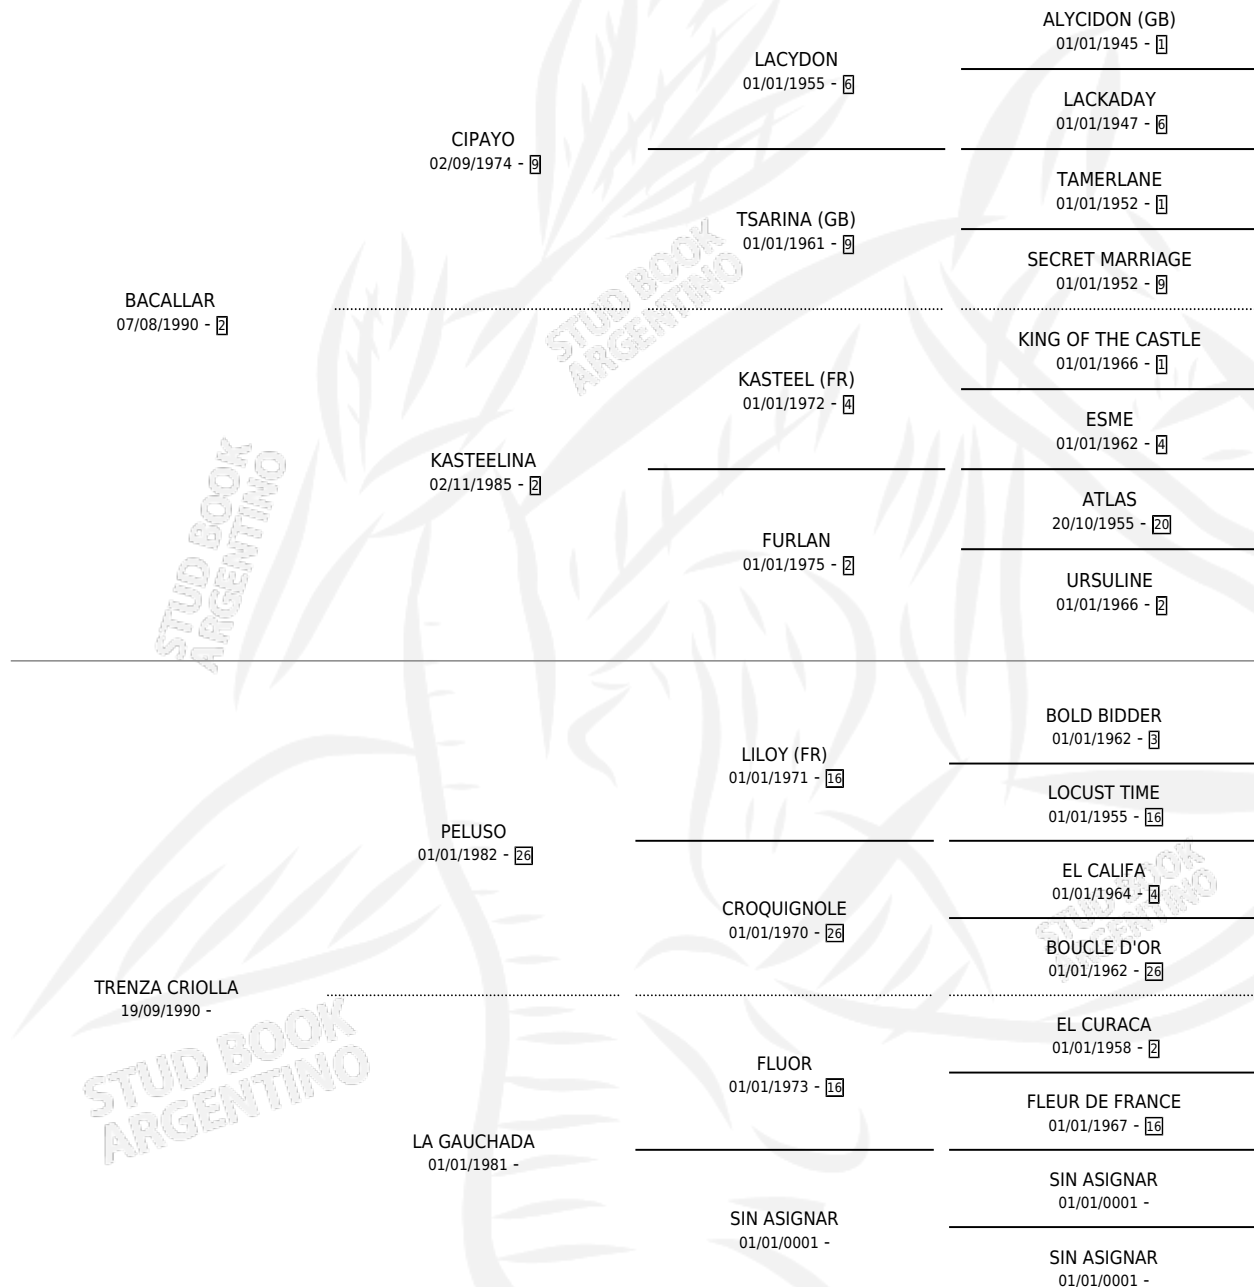 ALYCIDON (GB)
01/01/1945 - 1
LACYDON
01/01/1955 - 6
LACKADAY
01/01/1947 - 6
CIPAYO
02/09/1974 - 9
TAMERLANE
01/01/1952 - 1
TSARINA (GB)
01/01/1961 - 9
SECRET MARRIAGE
01/01/1952 - 9
BACALLAR
07/08/1990 - 2
STUD BOOK
ARGENTINO
KING OF THE CASTLE
01/01/1966 - 1
KASTEEL (FR)
01/01/1972 - 4
ESME
01/01/1962 - 4
KASTEELINA
02/11/1985 - 2
ATLAS
20/10/1955 - 20
FURLAN
01/01/1975 - 2
URSULINE
01/01/1966 - 2
STUD BOOK
ARGENTINO
BOLD BIDDER
01/01/1962 - 3
LILOY (FR)
01/01/1971 - 16
LOCUST TIME
01/01/1955 - 16
PELUSO
01/01/1982 - 26
EL CALIFA
01/01/1964 - 4
CROQUIGNOLE
01/01/1970 - 26
BOUCLE D'OR
01/01/1962 - 26
STUD BOOK
ARGENTINO
TRENZA CRIOLLA
19/09/1990 -
EL CURACA
01/01/1958 - 2
FLUOR
01/01/1973 - 16
FLEUR DE FRANCE
01/01/1967 - 16
STUD BOOK
ARGENTINO
LA GAUCHADA
01/01/1981 -
SIN ASIGNAR
01/01/0001 -
SIN ASIGNAR
01/01/0001 -
SIN ASIGNAR
01/01/0001 -